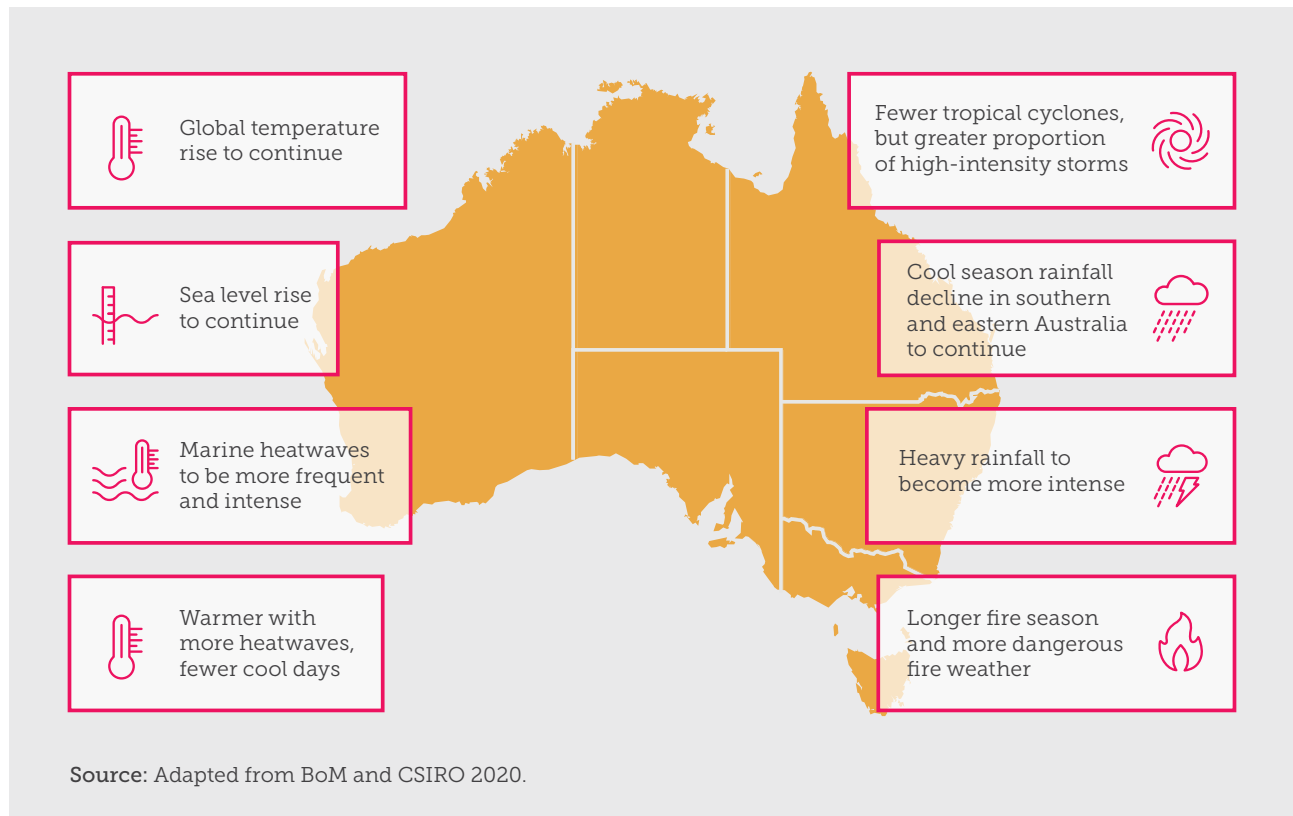 Global temperature
rise to continue
Sea level rise
to continue
Marine heatwaves
to be more frequent
and intense
Warmer with
more heatwaves,
fewer cool days
Fewer tropical cyclones,
but greater proportion
of high-intensity storms
Cool season rainfall
decline in southern
and eastern Australia
to continue
Heavy rainfall to
become more intense
Longer fire season
and more dangerous
fire weather
Source: Adapted from BoM and CSIRO 2020.